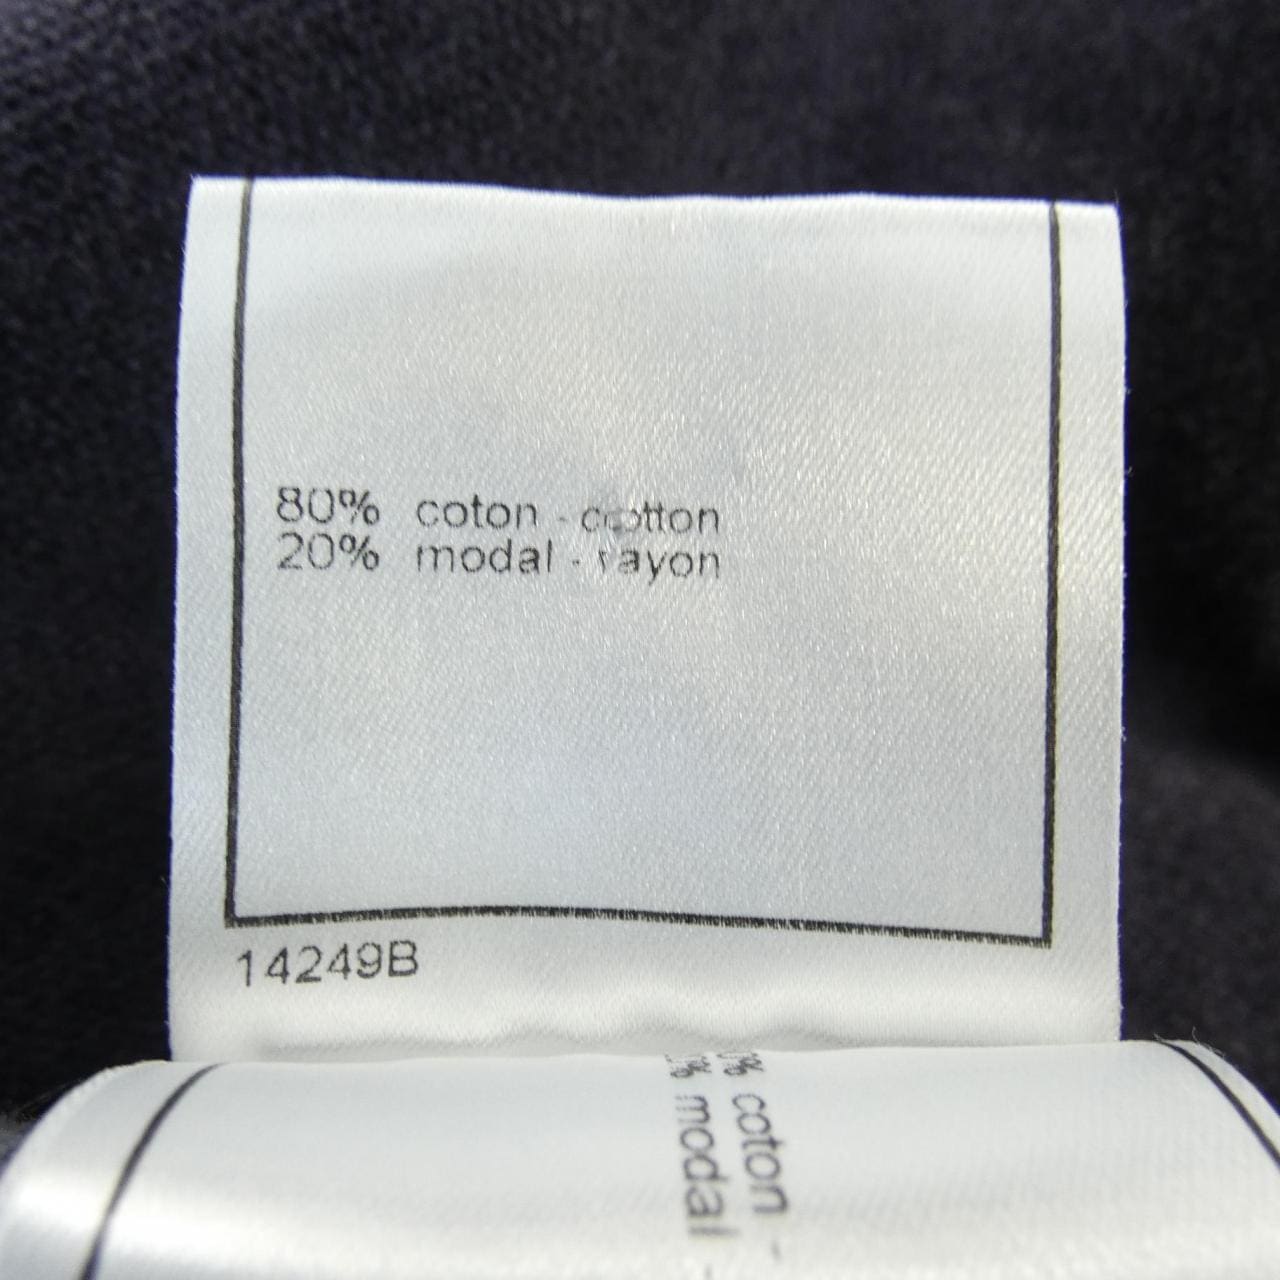 80% coton - cotton
20% modal - rayon
14249B
% coton -
% modal